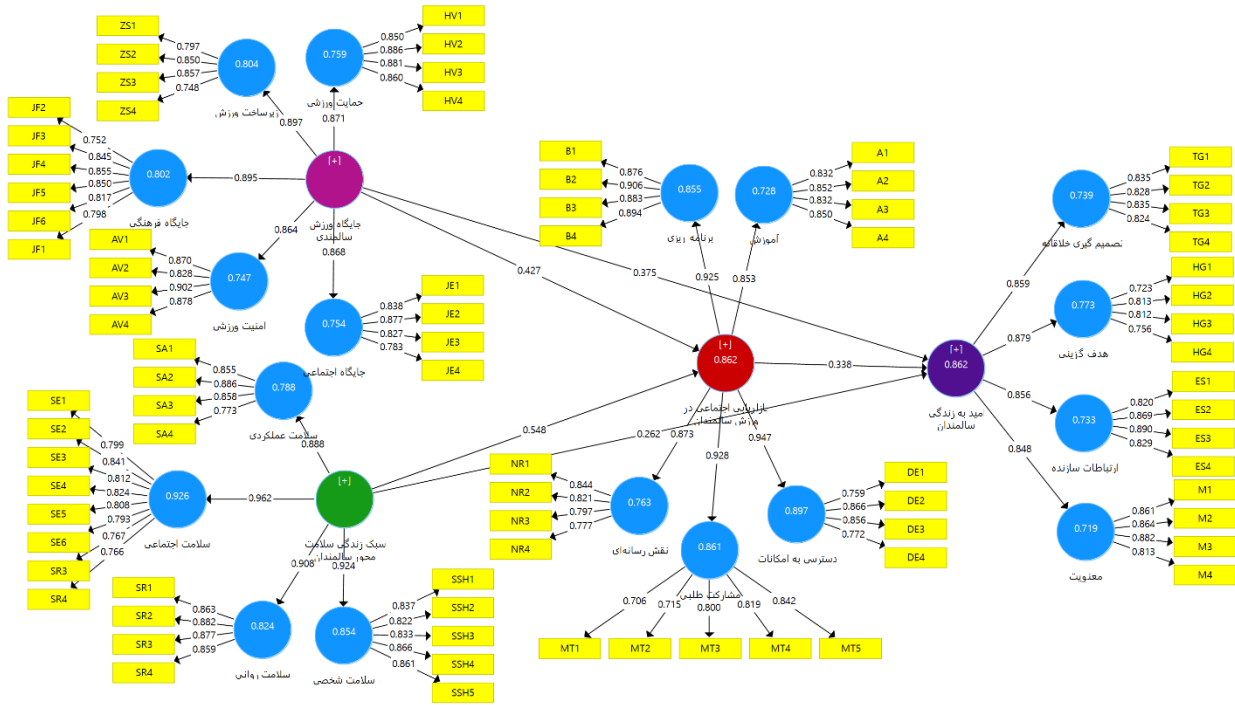 ZS1
ZS2
ZS3
ZS4
0.797
0.850
0.857
0.748
0.804
زیرساخت ورزش
HV1
HV2
HV3
HV4
0.850
0.886
0.881
0.860
0.759
حمایت ورزشی
0.897
0.871
JF2
JF3
JF4
JF5
JF6
JF1
0.752
0.845
0.855
0.850
0.817
0.798
0.802
جایگاه فرهنگی
0.895
[+]
جایگاه ورزش
سالمندی
AV1
AV2
AV3
AV4
0.870
0.828
0.902
0.878
0.747
امنیت ورزشی
0.864
0.868
JE1
JE2
JE3
JE4
0.838
0.877
0.827
0.783
0.754
جایگاه اجتماعی
0.427
0.375
B1
B2
B3
B4
0.876
0.906
0.883
0.894
0.855
برنامه ریزی
A1
A2
A3
A4
0.832
0.852
0.832
0.850
0.728
آموزش
0.925
0.853
TG1
TG2
TG3
TG4
0.835
0.828
0.835
0.824
0.739
تصمیم گیری خلاقانه
0.859
HG1
HG2
HG3
HG4
0.723
0.813
0.812
0.756
0.773
هدف گزینی
0.879
[+]
0.862
بازاریابی اجتماعی در
ورزش سالمندان
0.338
[+]
0.862
مید به زندگی
سالمندان
0.856
ES1
ES2
ES3
ES4
0.820
0.869
0.890
0.829
0.733
ارتباطات سازنده
0.848
M1
M2
M3
M4
0.861
0.864
0.882
0.813
0.719
معنویت
SA1
SA2
SA3
SA4
0.855
0.886
0.858
0.773
0.788
سلامت عملکردی
0.888
0.548
0.262
SE1
SE2
SE3
SE4
SE5
SE6
SR3
SR4
0.799
0.841
0.812
0.824
0.808
0.793
0.767
0.766
0.926
سلامت اجتماعی
0.962
[+]
سبک زندگی سلامت
محور سالمندان
0.908
0.924
SR1
SR2
SR3
SR4
0.863
0.882
0.877
0.859
0.824
سلامت روانی
SSH1
SSH2
SSH3
SSH4
SSH5
0.837
0.822
0.833
0.866
0.861
0.854
سلامت شخصی
0.873
0.928
0.947
NR1
NR2
NR3
NR4
0.844
0.821
0.797
0.777
0.763
نقش رسانه‌ای
DE1
DE2
DE3
DE4
0.759
0.866
0.856
0.772
0.897
دسترسی به امکانات
0.861
مشارکت طلبی
0.706
0.715
0.800
0.819
0.842
MT1
MT2
MT3
MT4
MT5